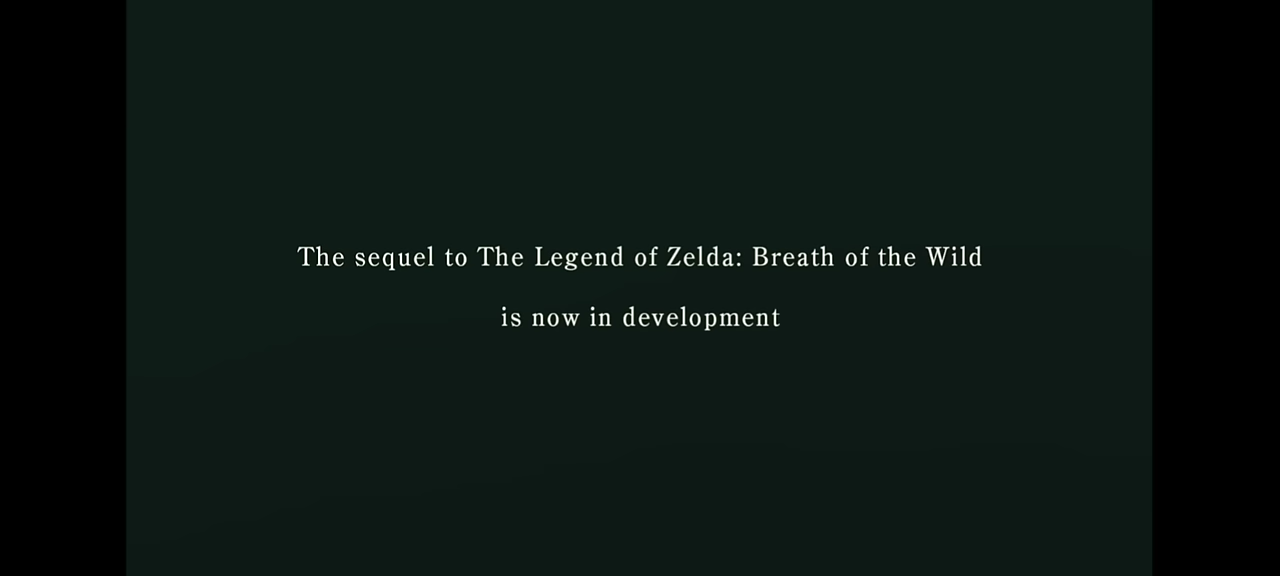 The sequel to The Legend of Zelda: Breath of the Wild
is now in development